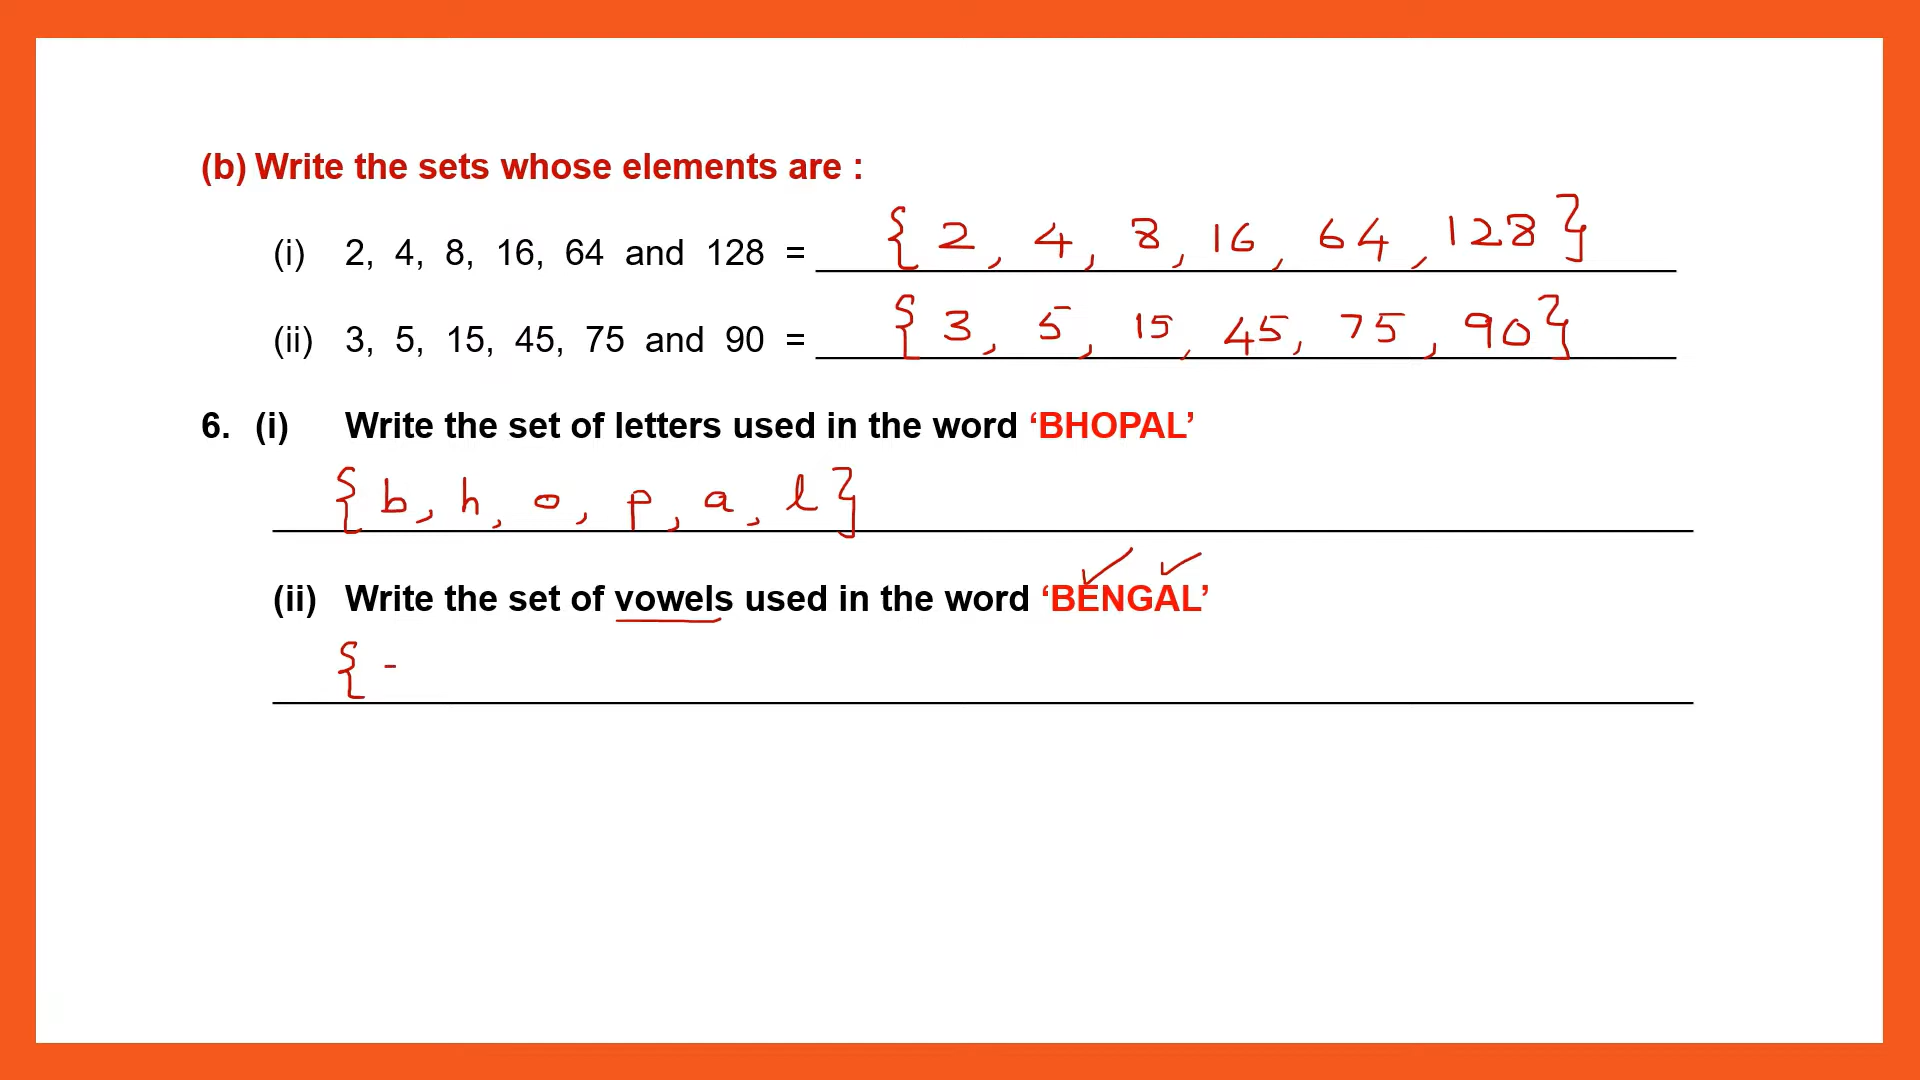 (b) Write the sets whose elements are :
(i) 2, 4, 8, 16, 64 and 128 = {2, 4, 8, 16, 64, 128}
(ii) 3, 5, 15, 45, 75 and 90 = {3, 5, 15, 45, 75, 90}
6. (i) Write the set of letters used in the word ‘BHOPAL’
{b, h, o, p, a, l}
(ii) Write the set of vowels used in the word ‘BENGAL’
{ -